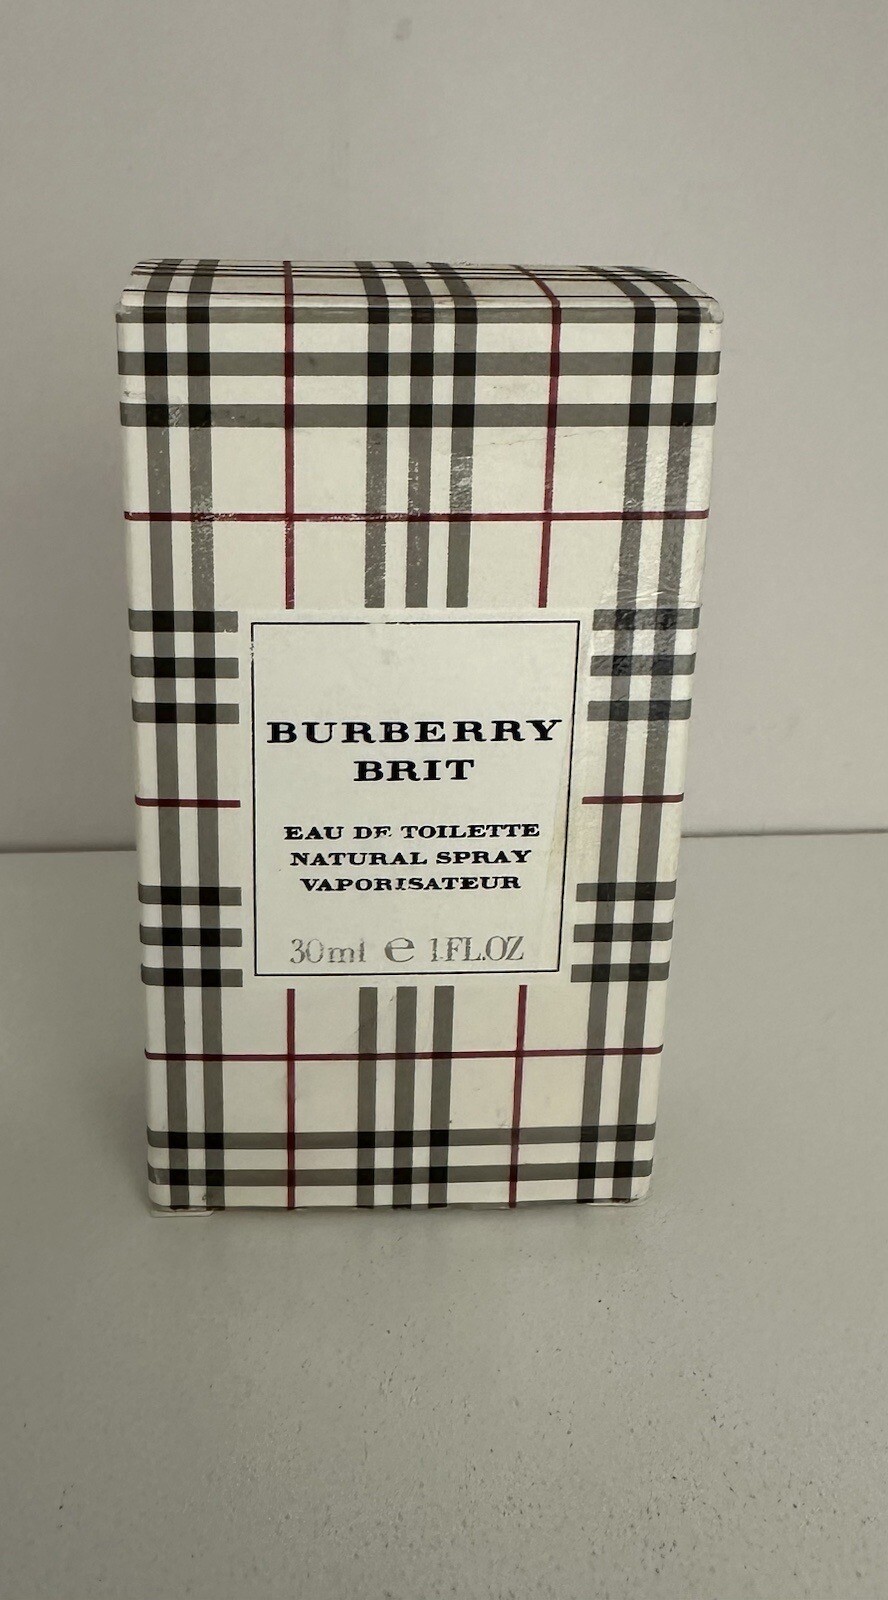 BURBERRY
BRIT
EAU DE TOILETTE
NATURAL SPRAY
VAPORISATEUR
30ml e 1FL.OZ